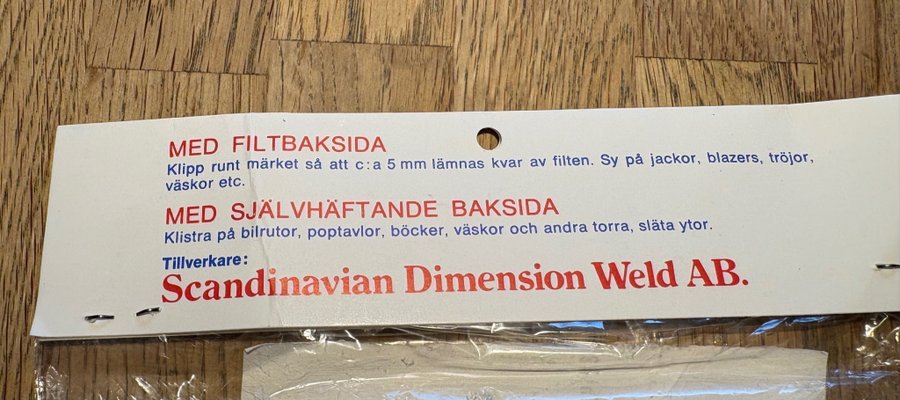 MED FILTBAKSIDA
Klipp runt märket så att c:a 5 mm lämnas kvar av filten. Sy på jackor, blazers, tröjor,
väskor etc.
MED SJÄLVHÄFTANDE BAKSIDA
Klistra på bilrutor, poptavlor, böcker, väskor och andra torra, släta ytor.
Tillverkare:
Scandinavian Dimension Weld AB.